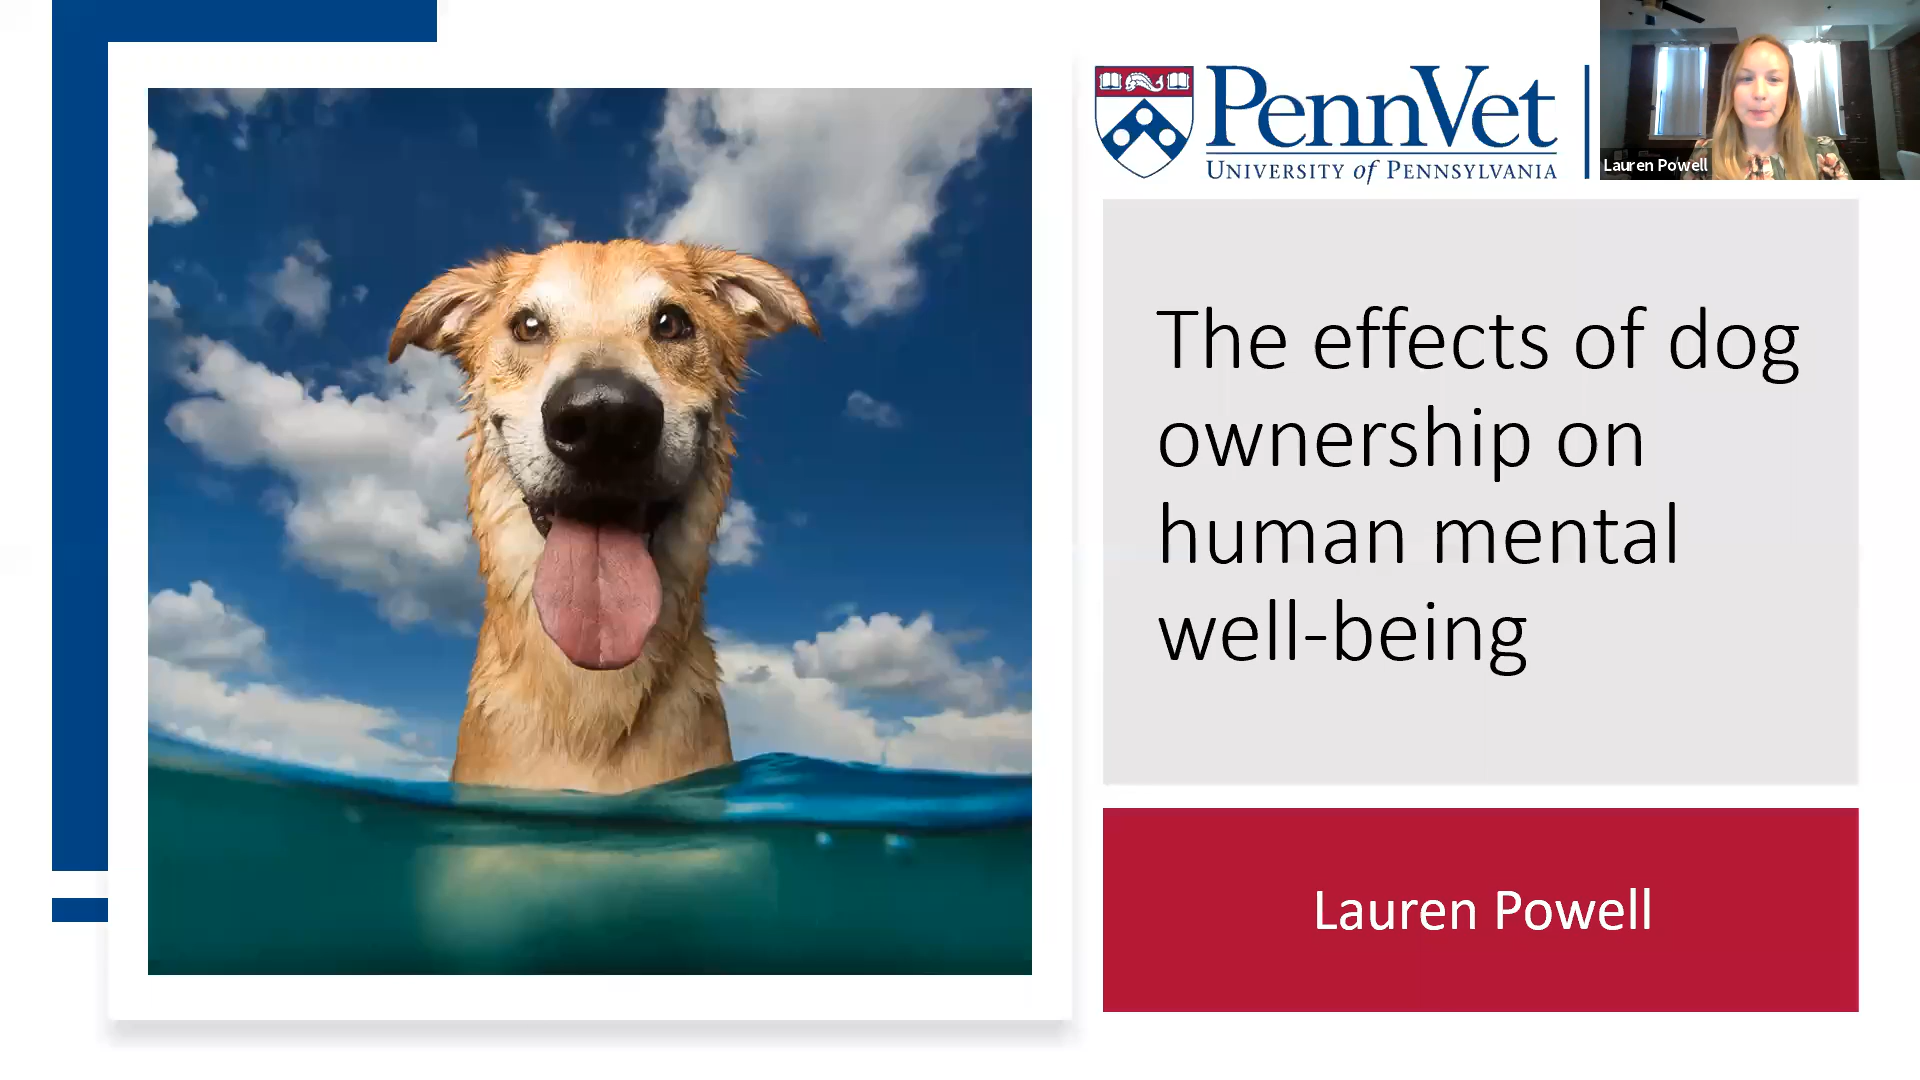 PennVet
UNIVERSITY of PENNSYLVANIA
Lauren Powell
The effects of dog
ownership on
human mental
well-being
Lauren Powell